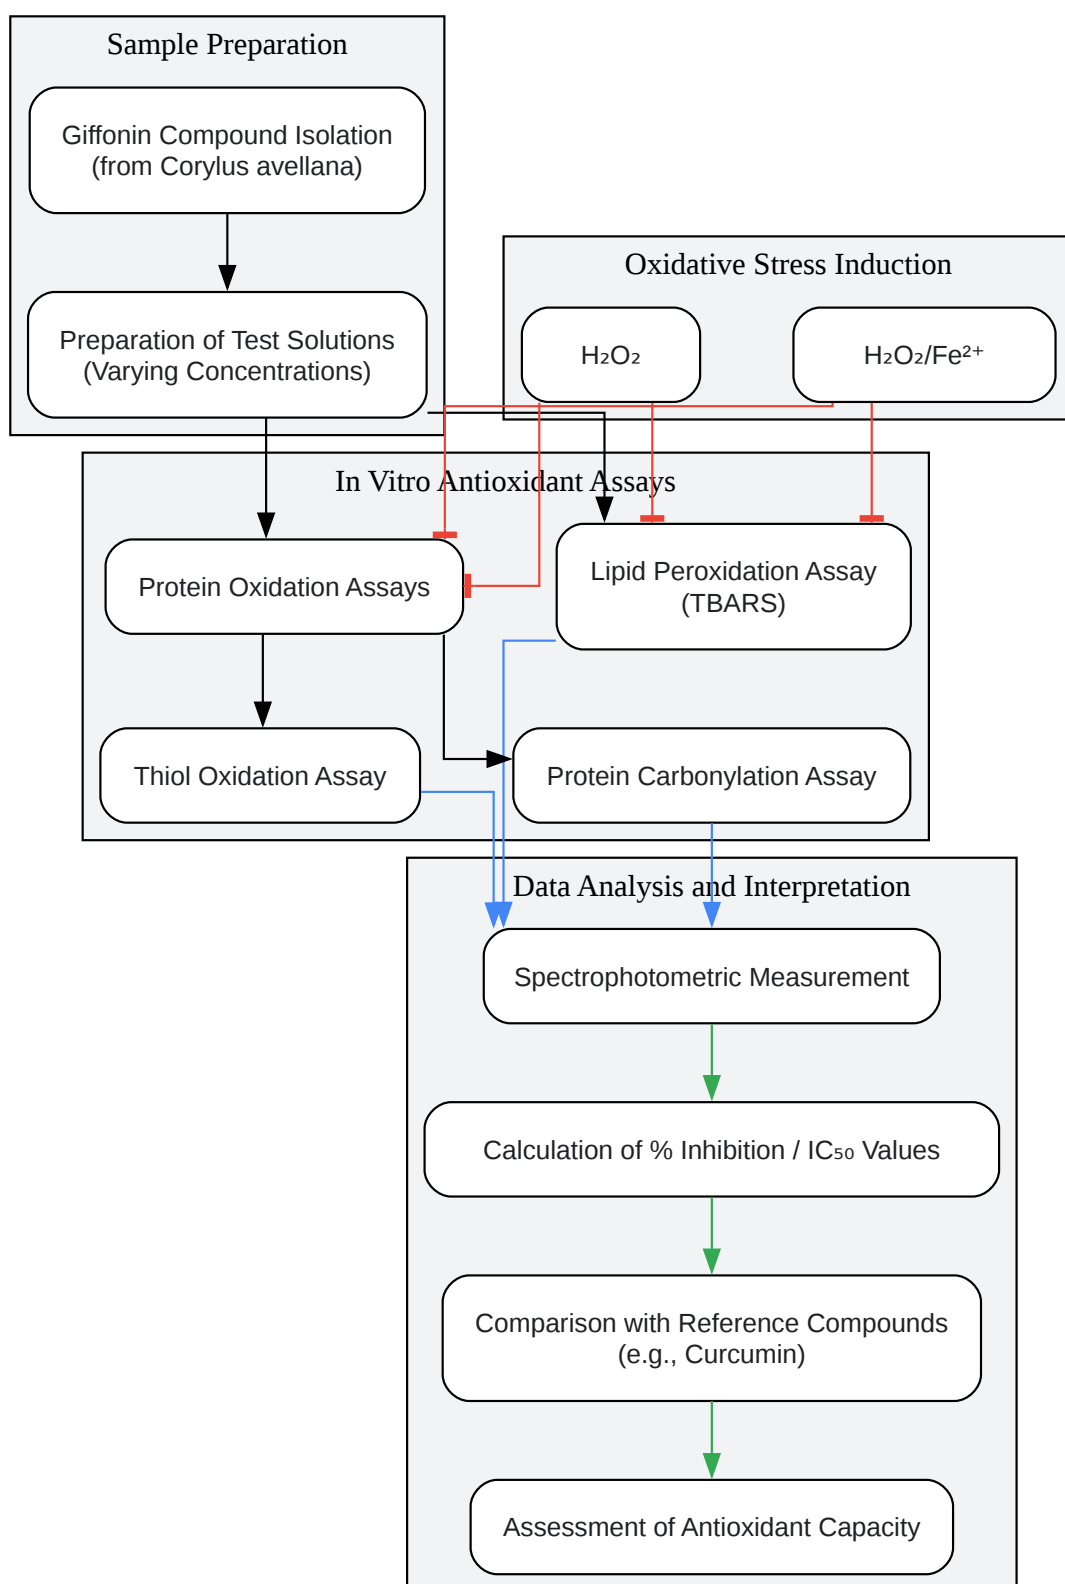 Sample Preparation
Giffonin Compound Isolation
(from Corylus avellana)
Preparation of Test Solutions
(Varying Concentrations)
Oxidative Stress Induction
H₂O₂
H₂O₂/Fe²⁺
In Vitro Antioxidant Assays
Protein Oxidation Assays
Lipid Peroxidation Assay
(TBARS)
Thiol Oxidation Assay
Protein Carbonylation Assay
Data Analysis and Interpretation
Spectrophotometric Measurement
Calculation of % Inhibition / IC₅₀ Values
Comparison with Reference Compounds
(e.g., Curcumin)
Assessment of Antioxidant Capacity